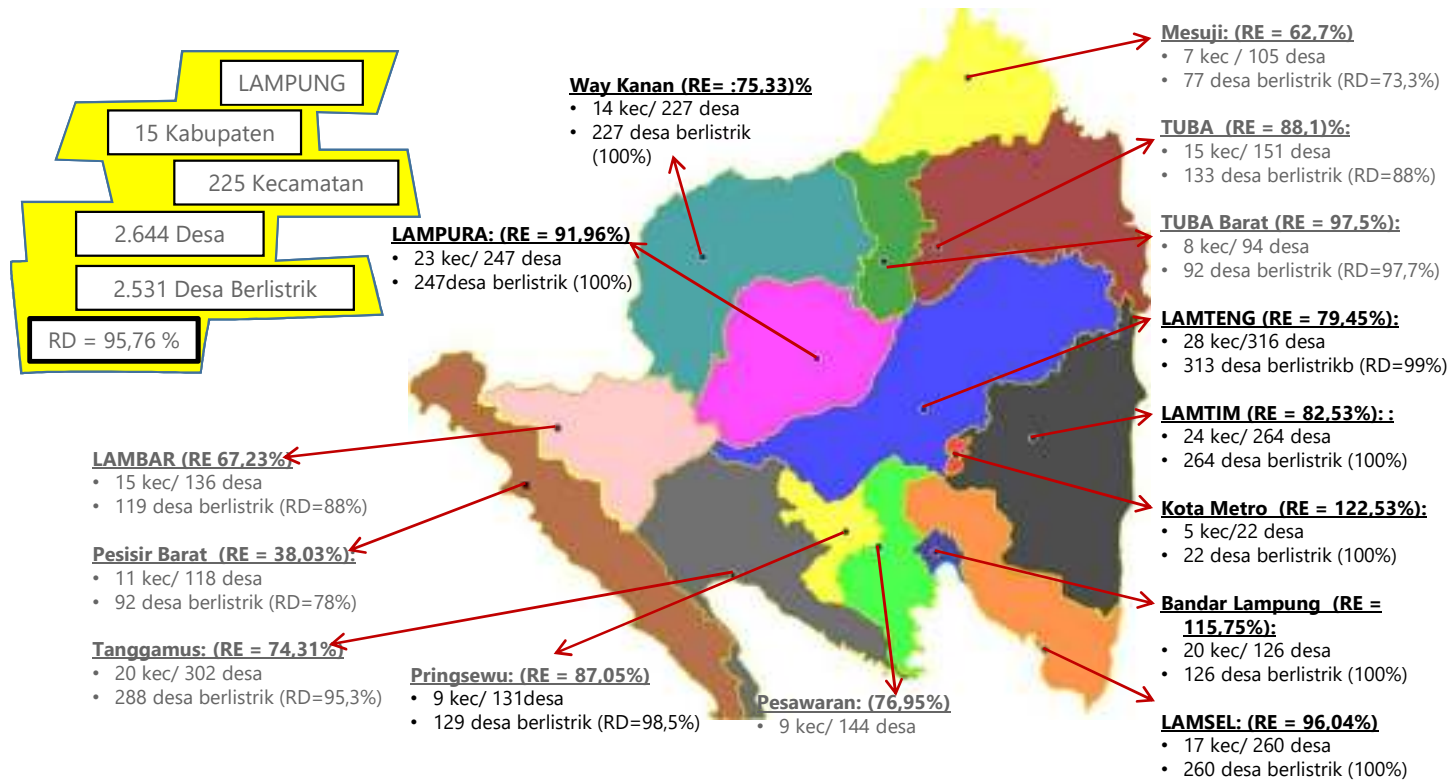 LAMPUNG
15 Kabupaten
225 Kecamatan
2.644 Desa
2.531 Desa Berlistrik
RD = 95,76 %
Way Kanan (RE= :75,33)%
• 14 kec/ 227 desa
• 227 desa berlistrik
(100%)
LAMPURA: (RE = 91,96%)
• 23 kec/ 247 desa
• 247desa berlistrik (100%)
LAMBAR (RE 67,23%)
• 15 kec/ 136 desa
• 119 desa berlistrik (RD=88%)
Pesisir Barat (RE = 38,03%):
• 11 kec/ 118 desa
• 92 desa berlistrik (RD=78%)
Tanggamus: (RE = 74,31%)
• 20 kec/ 302 desa
• 288 desa berlistrik (RD=95,3%)
Pringsewu: (RE = 87,05%)
• 9 kec/ 131desa
• 129 desa berlistrik (RD=98,5%)
Pesawaran: (76,95%)
• 9 kec/ 144 desa
Mesuji: (RE = 62,7%)
• 7 kec / 105 desa
• 77 desa berlistrik (RD=73,3%)
TUBA (RE = 88,1)%:
• 15 kec/ 151 desa
• 133 desa berlistrik (RD=88%)
TUBA Barat (RE = 97,5%):
• 8 kec/ 94 desa
• 92 desa berlistrik (RD=97,7%)
LAMTENG (RE = 79,45%):
• 28 kec/316 desa
• 313 desa berlistrikb (RD=99%)
LAMTIM (RE = 82,53%): :
• 24 kec/ 264 desa
• 264 desa berlistrik (100%)
Kota Metro (RE = 122,53%):
• 5 kec/22 desa
• 22 desa berlistrik (100%)
Bandar Lampung (RE =
115,75%):
• 20 kec/ 126 desa
• 126 desa berlistrik (100%)
LAMSEL: (RE = 96,04%)
• 17 kec/ 260 desa
• 260 desa berlistrik (100%)